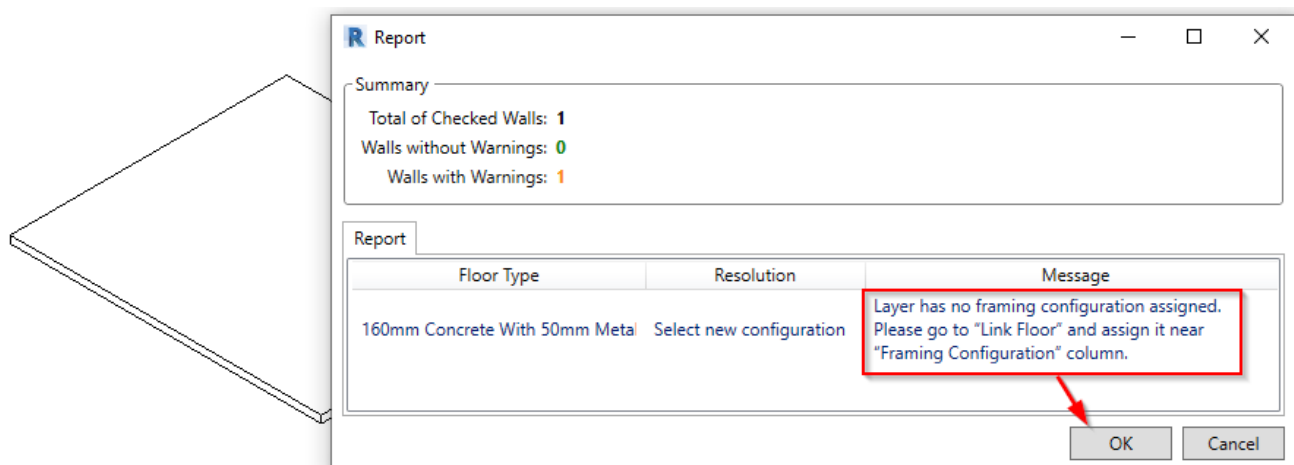 Report
Summary
Total of Checked Walls: 1
Walls without Warnings: 0
Walls with Warnings: 1
Report
Floor Type Resolution Message
160mm Concrete With 50mm Metal Select new configuration
Layer has no framing configuration assigned.
Please go to “Link Floor” and assign it near
“Framing Configuration” column.
OK Cancel